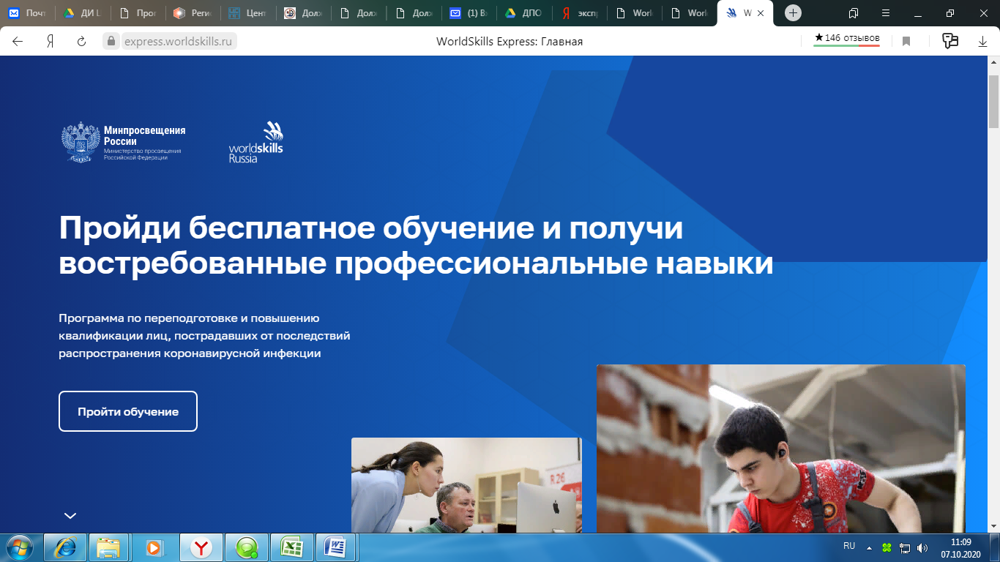 Почт
ДИ Ц
Прог
Реги
Цент
Долж
Долж
Долж
(1) Вх
ДПО
эксп
World
World
W
express.worldskills.ru
WorldSkills Express: Главная
★146 отзывов
Минпросвещения
России
Министерство просвещения
Российской Федерации
worldskills
Russia
Пройди бесплатное обучение и получи
востребованные профессиональные навыки
Программа по переподготовке и повышению
квалификации лиц, пострадавших от последствий
распространения коронавирусной инфекции
Пройти обучение
R26
RU
11:09
07.10.2020